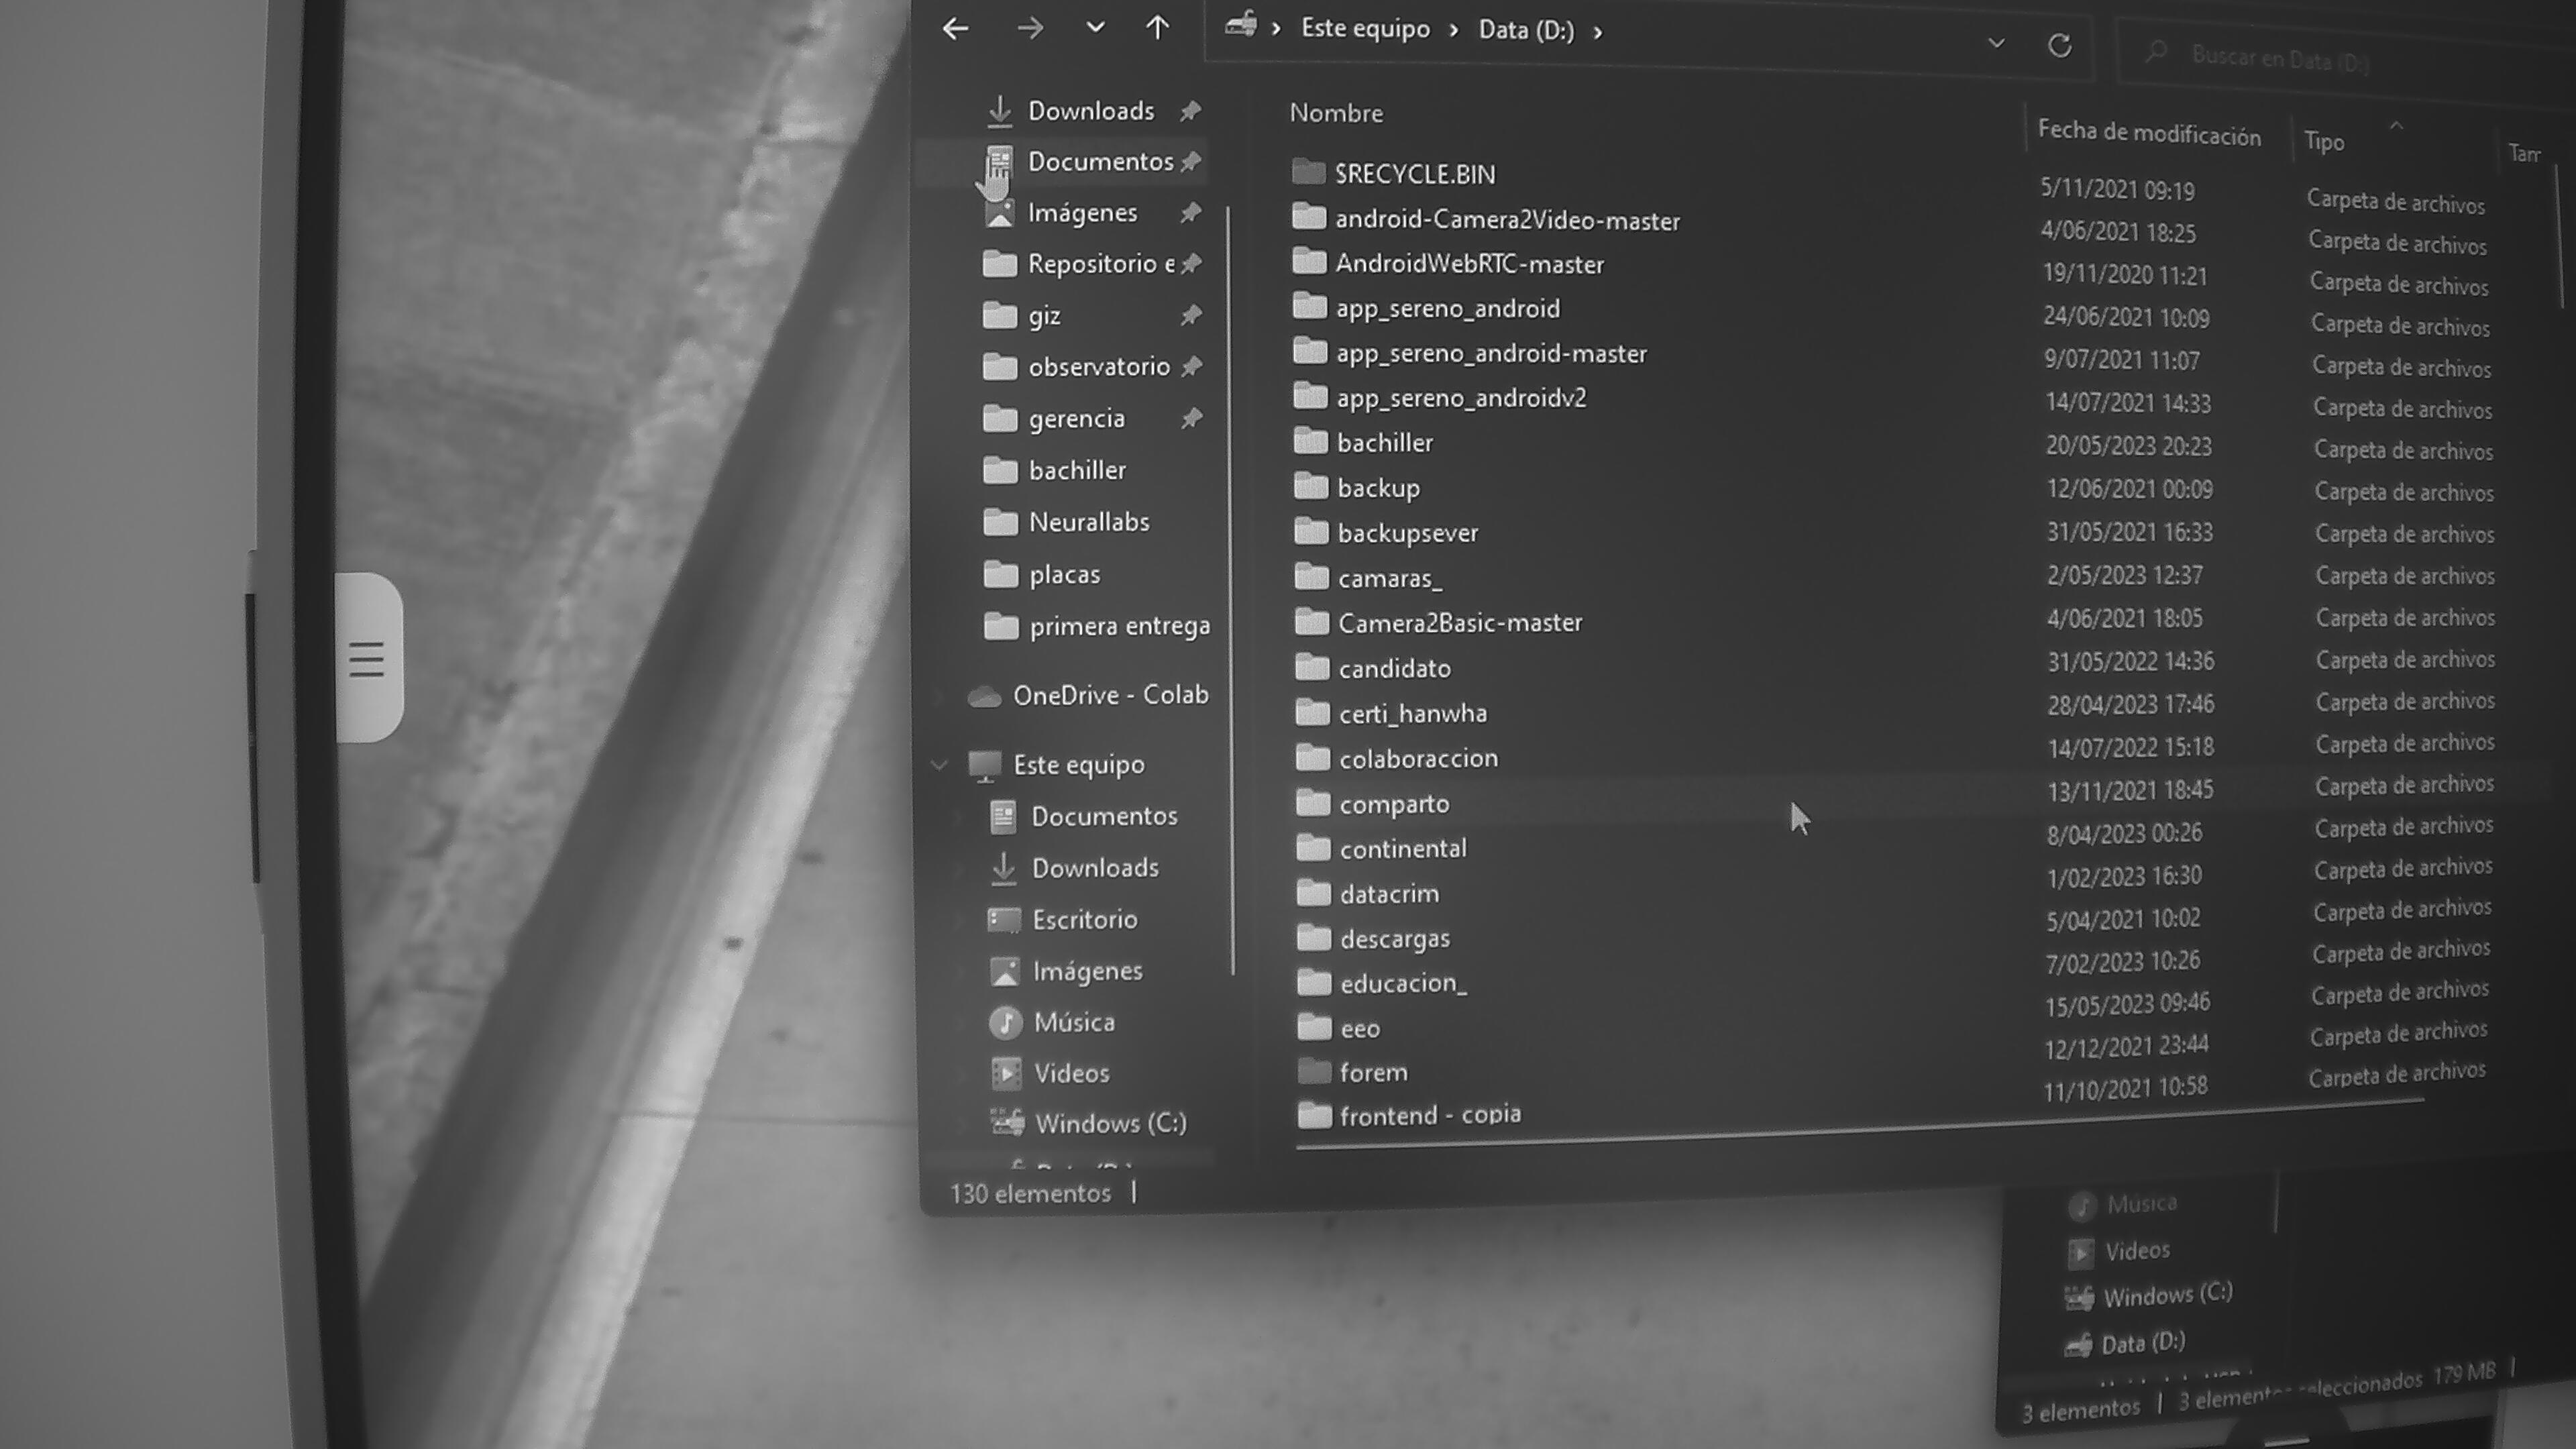 Este equipo > Data (D:) >
Buscar en Data (D:)
Downloads
Documentos
Imágenes
Repositorio e
giz
observatorio
gerencia
bachiller
Neurallabs
placas
primera entrega
OneDrive - Colab
Este equipo
Documentos
Downloads
Escritorio
Imágenes
Música
Videos
Windows (C:)
130 elementos
Nombre Fecha de modificación Tipo Tam
$RECYCLE.BIN 5/11/2021 09:19 Carpeta de archivos
android-Camera2Video-master 4/06/2021 18:25 Carpeta de archivos
AndroidWebRTC-master 19/11/2020 11:21 Carpeta de archivos
app_sereno_android 24/06/2021 10:09 Carpeta de archivos
app_sereno_android-master 9/07/2021 11:07 Carpeta de archivos
app_sereno_androidv2 14/07/2021 14:33 Carpeta de archivos
bachiller 20/05/2023 20:23 Carpeta de archivos
backup 12/06/2021 00:09 Carpeta de archivos
backupsever 31/05/2021 16:33 Carpeta de archivos
camaras_ 2/05/2023 12:37 Carpeta de archivos
Camera2Basic-master 4/06/2021 18:05 Carpeta de archivos
candidato 31/05/2022 14:36 Carpeta de archivos
certi_hanwha 28/04/2023 17:46 Carpeta de archivos
colaboraccion 14/07/2022 15:18 Carpeta de archivos
comparto 13/11/2021 18:45 Carpeta de archivos
continental 8/04/2023 00:26 Carpeta de archivos
datacrim 1/02/2023 16:30 Carpeta de archivos
descargas 5/04/2021 10:02 Carpeta de archivos
educacion_ 7/02/2023 10:26 Carpeta de archivos
eeo 15/05/2023 09:46 Carpeta de archivos
forem 12/12/2021 23:44 Carpeta de archivos
frontend - copia 11/10/2021 10:58 Carpeta de archivos
Música
Videos
Windows (C:)
Data (D:)
3 elementos 3 elementos seleccionados 179 MB